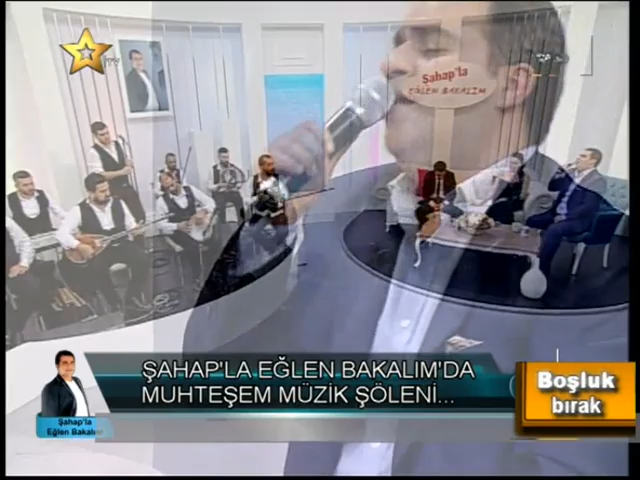 Şahap'la
EĞLEN BAKALIM
ŞAHAP'LA EĞLEN BAKALIM'DA
MUHTEŞEM MÜZİK ŞÖLENİ...
Boşluk
bırak
Şahap'la
Eğlen Bakalım